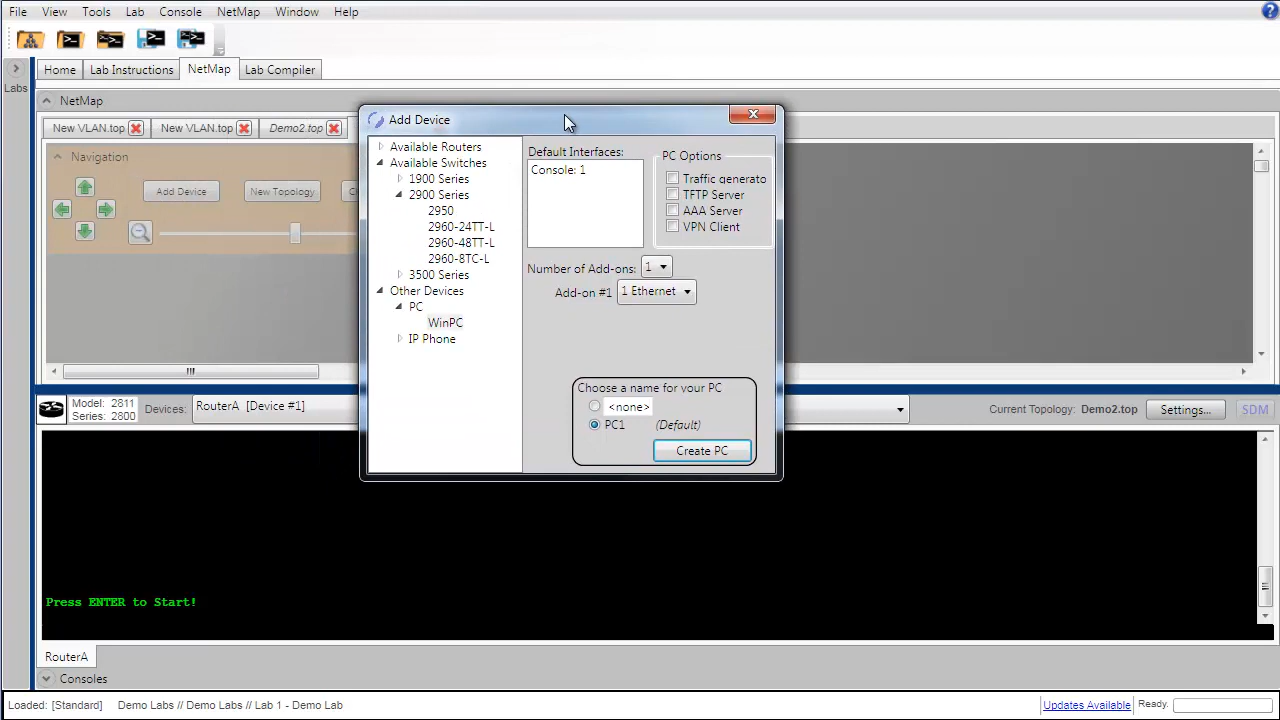 File View Tools Lab Console NetMap Window Help
Home Lab Instructions NetMap Lab Compiler
Labs
NetMap
New VLAN.top New VLAN.top Demo2.top
Navigation
Add Device New Topology
Add Device
Available Routers
Available Switches
1900 Series
2900 Series
2950
2960-24TT-L
2960-48TT-L
2960-8TC-L
3500 Series
Other Devices
PC
WinPC
IP Phone
Default Interfaces:
Console: 1
PC Options
Traffic generato
TFTP Server
AAA Server
VPN Client
Number of Add-ons: 1
Add-on #1 1 Ethernet
Choose a name for your PC
<none>
PC1 (Default)
Create PC
Model: 2811
Series: 2800
Devices: RouterA [Device #1]
Current Topology: Demo2.top Settings... SDM
Press ENTER to Start!
RouterA
Consoles
Loaded: [Standard] Demo Labs // Demo Labs // Lab 1 - Demo Lab Updates Available Ready.